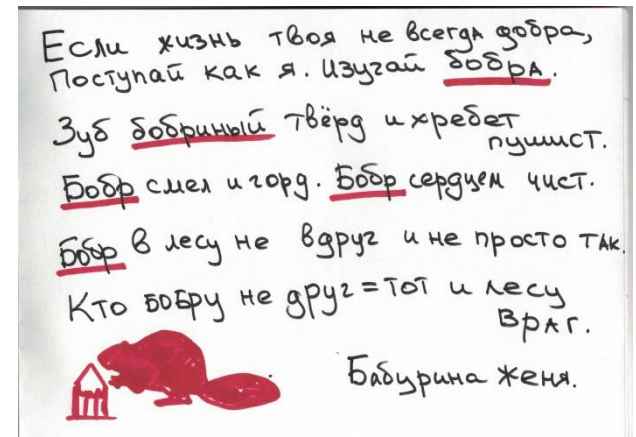 Если жизнь твоя не всегда добра,
Поступай как я. Изучай бобра.
Зуб бобриный твёрд и хребет
пушист.
Бобр смел и горд. Бобр сердцем чист.
Бобр в лесу не вдруг и не просто так.
Кто бобру не друг = тот и лесу
враг.
Бабурина Женя.